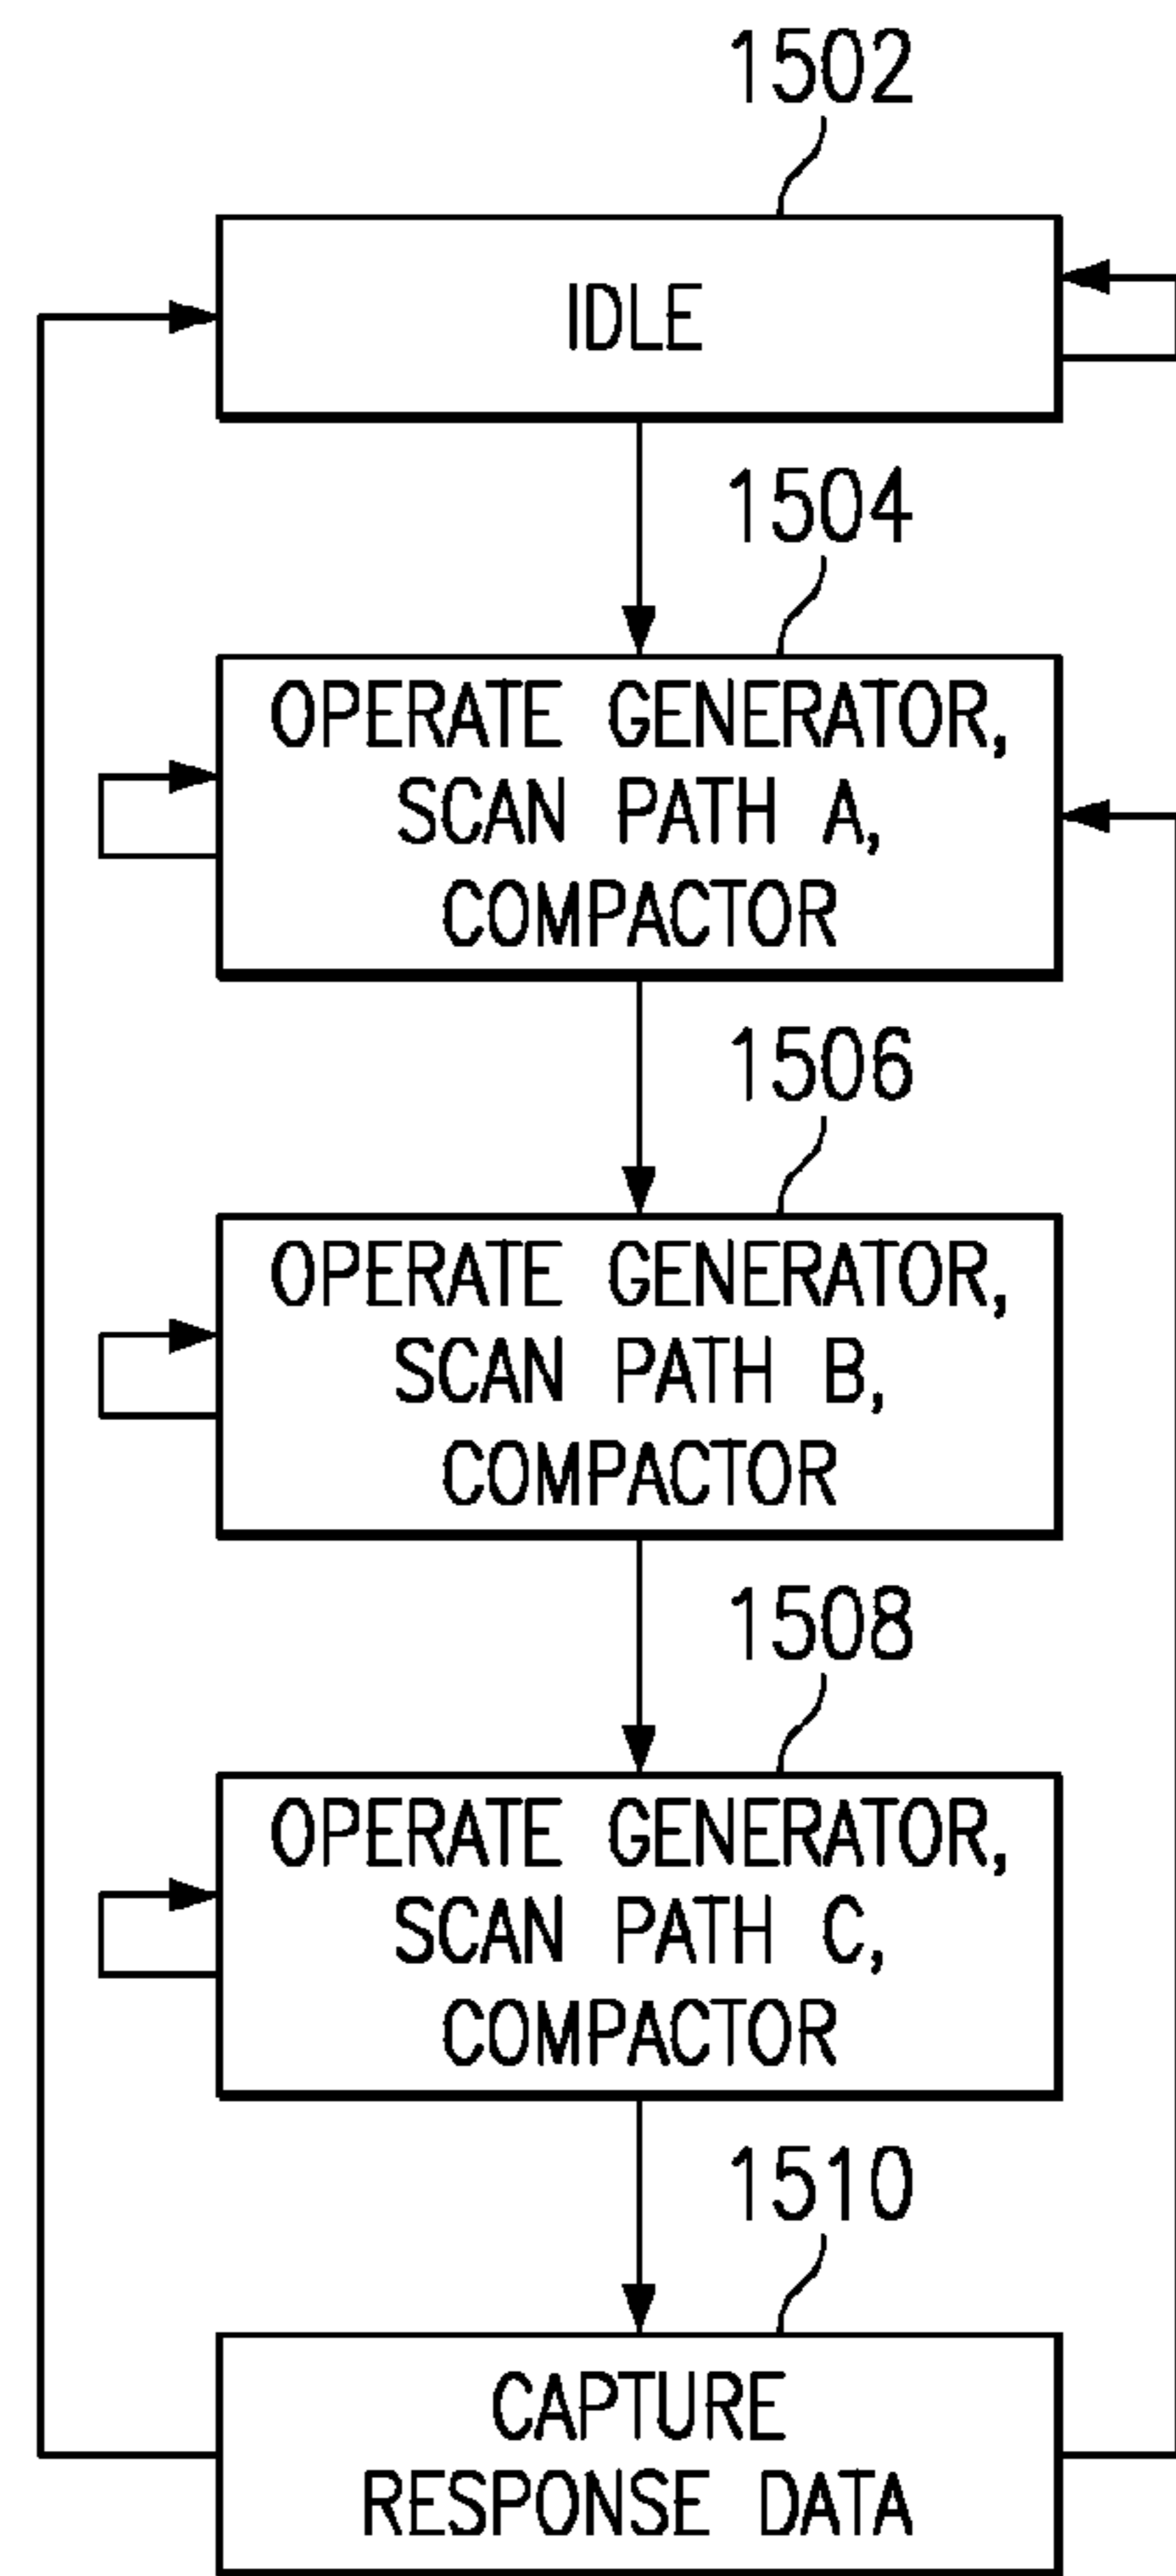 1502
IDLE
1504
OPERATE GENERATOR,
SCAN PATH A,
COMPACTOR
1506
OPERATE GENERATOR,
SCAN PATH B,
COMPACTOR
1508
OPERATE GENERATOR,
SCAN PATH C,
COMPACTOR
1510
CAPTURE
RESPONSE DATA